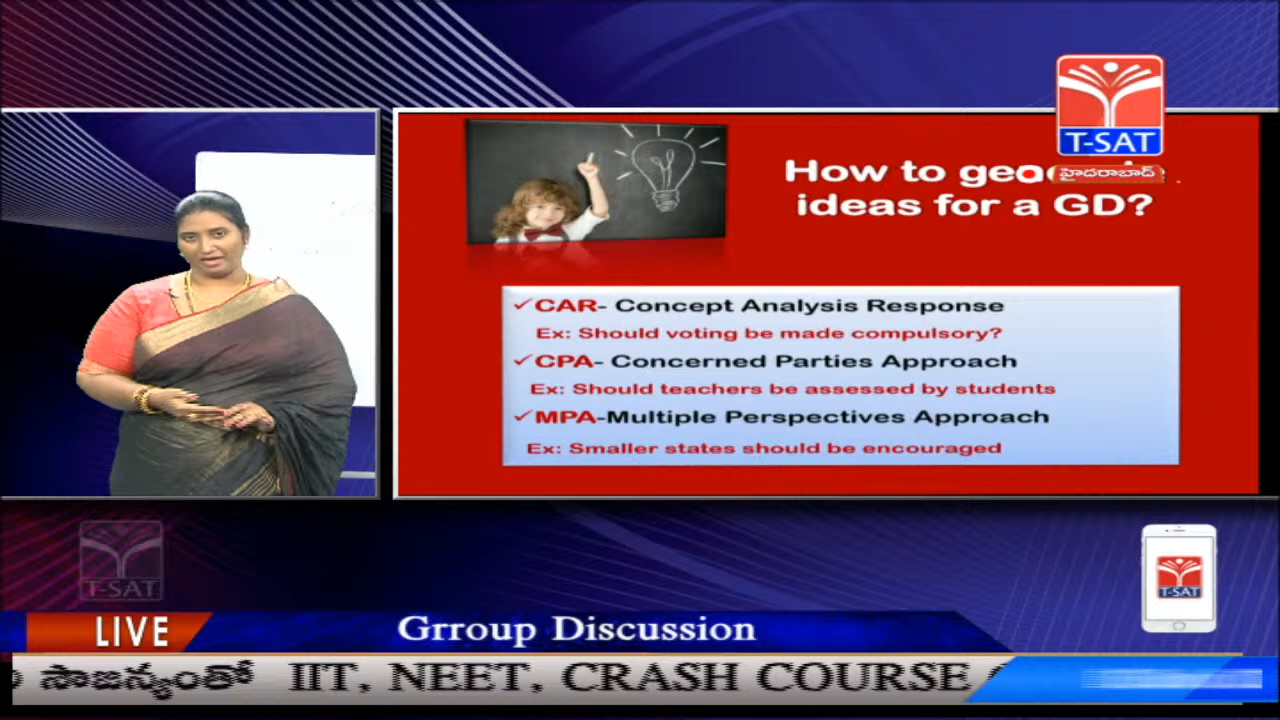 T-SAT
హైదరాబాద్
How to
ideas for a GD?
✓CAR- Concept Analysis Response
Ex: Should voting be made compulsory?
✓CPA- Concerned Parties Approach
Ex: Should teachers be assessed by students
✓MPA-Multiple Perspectives Approach
Ex: Smaller states should be encouraged
T-SAT
T-SAT
LIVE
Grroup Discussion
సౌజన్యంతో IIT, NEET, CRASH COURSE